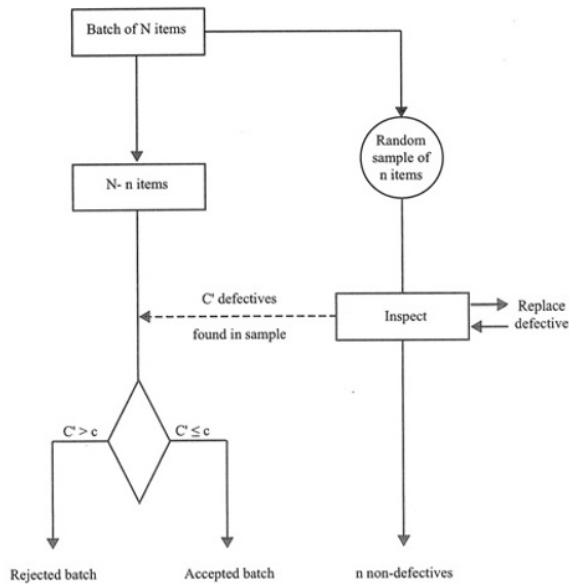 Batch of N items
Random
sample of
n items
N- n items
C' defectives
found in sample
Inspect
Replace
defective
C' > c
C' ≤ c
Rejected batch
Accepted batch
n non-defectives